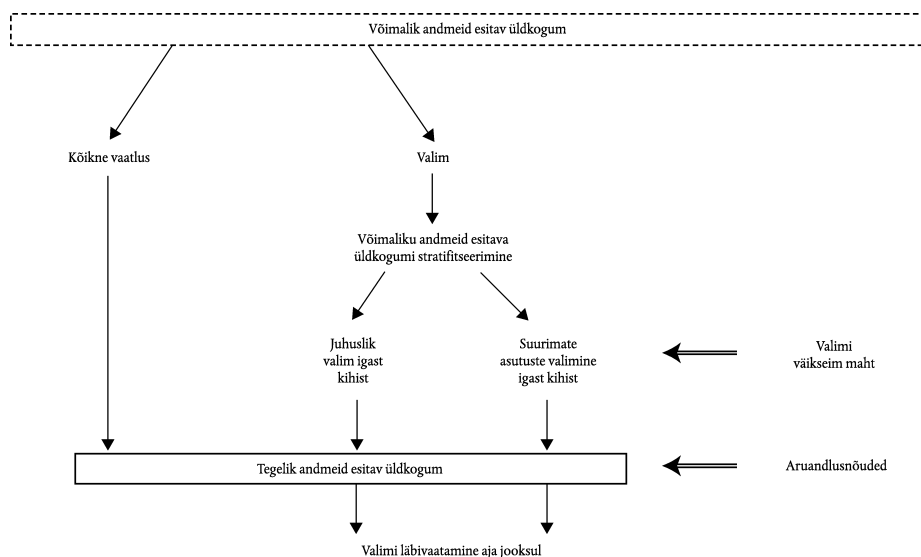 Võimalik andmeid esitav üldkogum
Kõikne vaatlus
Valim
Võimaliku andmeid esitava
üldkogumi stratifitseerimine
Juhuslik
valim igast
kihist
Suurimate
asutuste valimine
igast kihist
Valimi
väikseim maht
Tegelik andmeid esitav üldkogum
Aruandlusnõuded
Valimi läbivaatamine aja jooksul